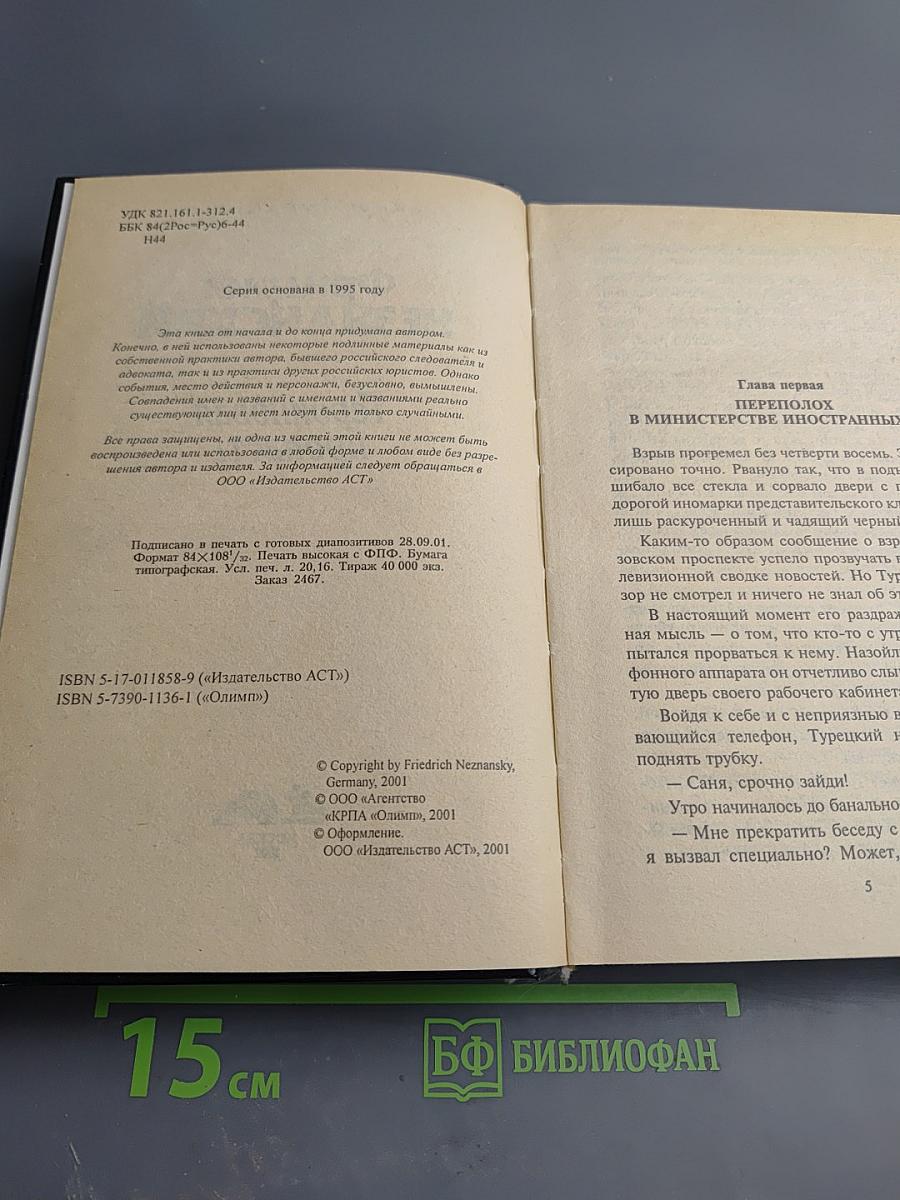 УДК 821.161.1-312.4
ББК 84(2Рос=Рус)6-44
Н44
Серия основана в 1995 году
Эта книга от начала и до конца придумана автором.
Конечно, в ней использованы некоторые подлинные материалы как из
собственной практики автора, бывшего российского следователя и
адвоката, так и из практики других российских юристов. Однако
события, место действия и персонажи, безусловно, вымышлены.
Совпадения имен и названий с именами и названиями реально
существующих лиц и мест могут быть только случайными.
Все права защищены, ни одна из частей этой книги не может быть
воспроизведена или использована в любой форме и любом виде без разре-
шения автора и издателя. За информацией следует обращаться в
ООО «Издательство АСТ»
Подписано в печать с готовых диапозитивов 28.09.01.
Формат 84×108¹/₃₂. Печать высокая с ФПФ. Бумага
типографская. Усл. печ. л. 20,16. Тираж 40 000 экз.
Заказ 2467.
ISBN 5-17-011858-9 («Издательство АСТ»)
ISBN 5-7390-1136-1 («Олимп»)
© Copyright by Friedrich Neznansky,
Germany, 2001
© ООО «Агентство
«КРПА «Олимп», 2001
© Оформление.
ООО «Издательство АСТ», 2001
Глава первая
ПЕРЕПОЛОХ
В МИНИСТЕРСТВЕ ИНОСТРАННЫХ
Взрыв прогремел без четверти восемь.
сировано точно. Рвануло так, что в подъ
шибало все стекла и сорвало двери с п
дорогой иномарки представительского кл
лишь раскуроченный и чадящий черный
Каким-то образом сообщение о взр
зовском проспекте успело прозвучать в
левизионной сводке новостей. Но Тур
зор не смотрел и ничего не знал об эт
В настоящий момент его раздраж
ная мысль — о том, что кто-то с утр
пытался прорваться к нему. Назойл
фонного аппарата он отчетливо слы
тую дверь своего рабочего кабинета
Войдя к себе и с неприязнью в
вающийся телефон, Турецкий н
поднять трубку.
— Саня, срочно зайди!
Утро начиналось до банально
— Мне прекратить беседу с
я вызвал специально? Может,
5
15 см
БФ БИБЛИОФАН